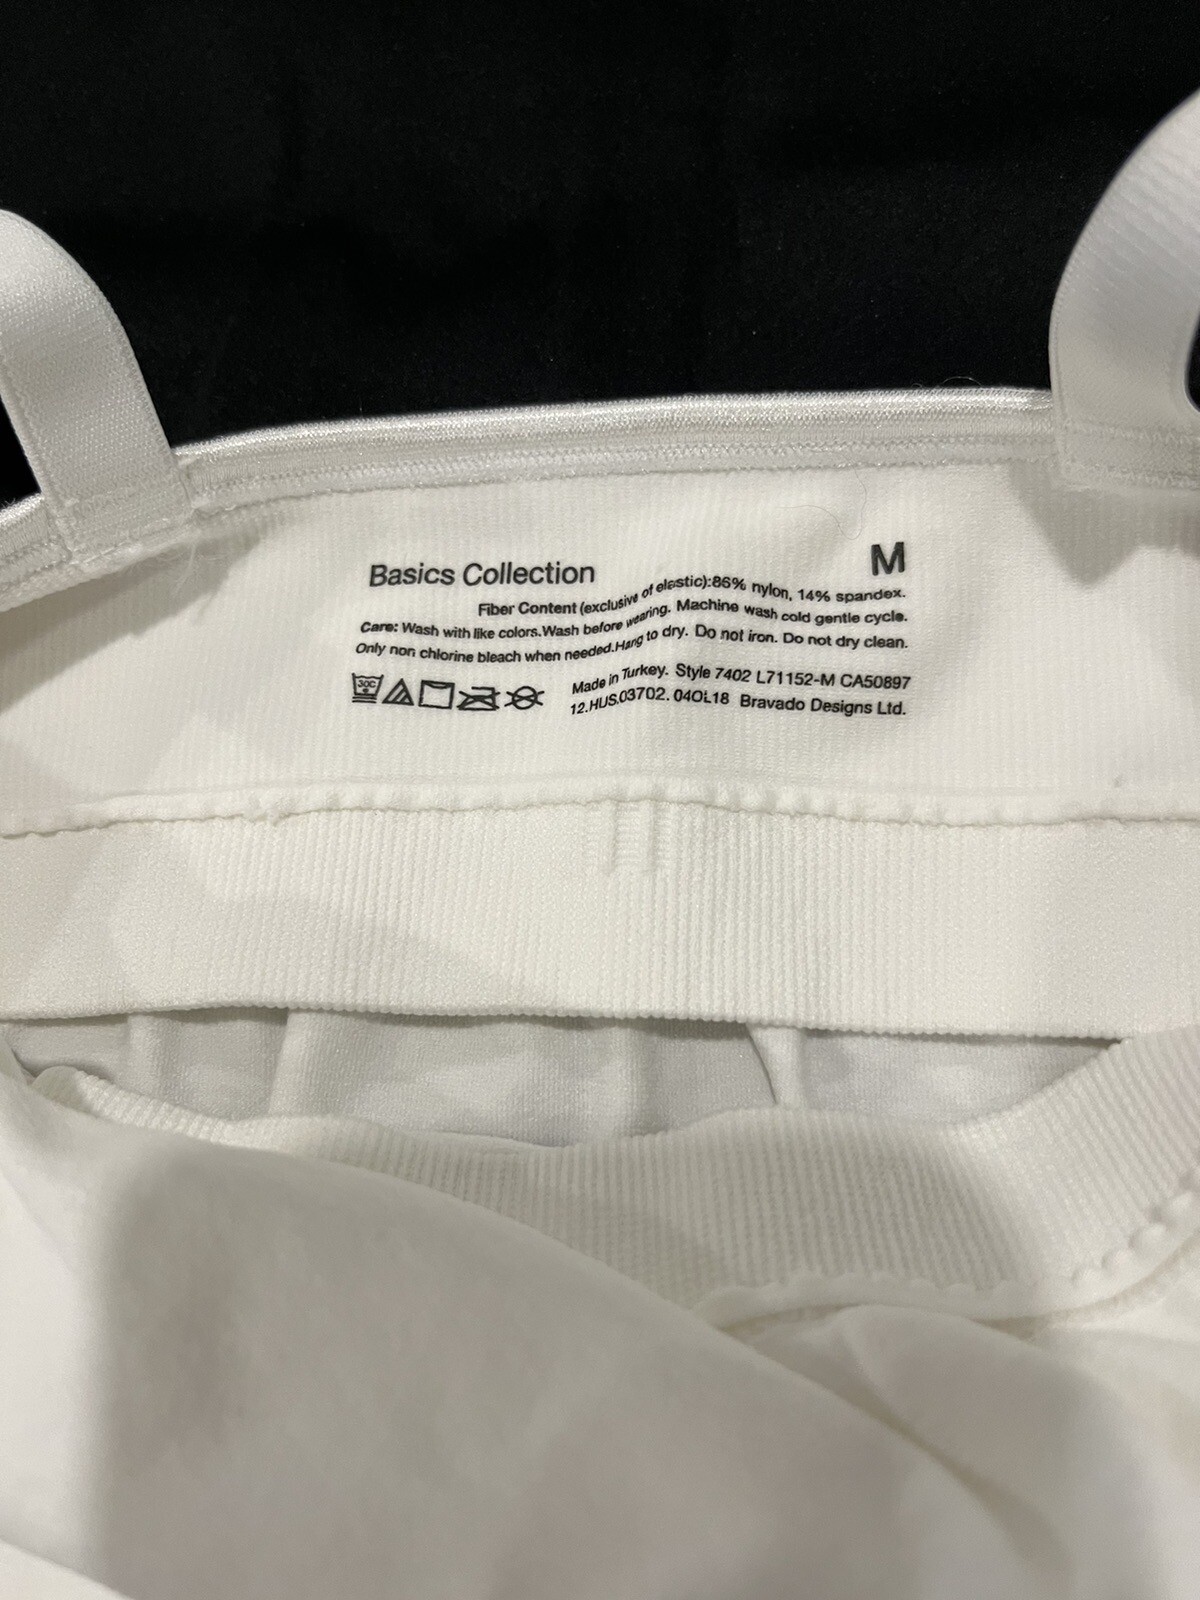 Basics Collection M
Fiber Content (exclusive of elastic):86% nylon, 14% spandex.
Care: Wash with like colors.Wash before wearing. Machine wash cold gentle cycle.
Only non chlorine bleach when needed.Hang to dry. Do not iron. Do not dry clean.
30C
Made in Turkey. Style 7402 L71152-M CA50897
12.HUS.03702. 04OL18 Bravado Designs Ltd.